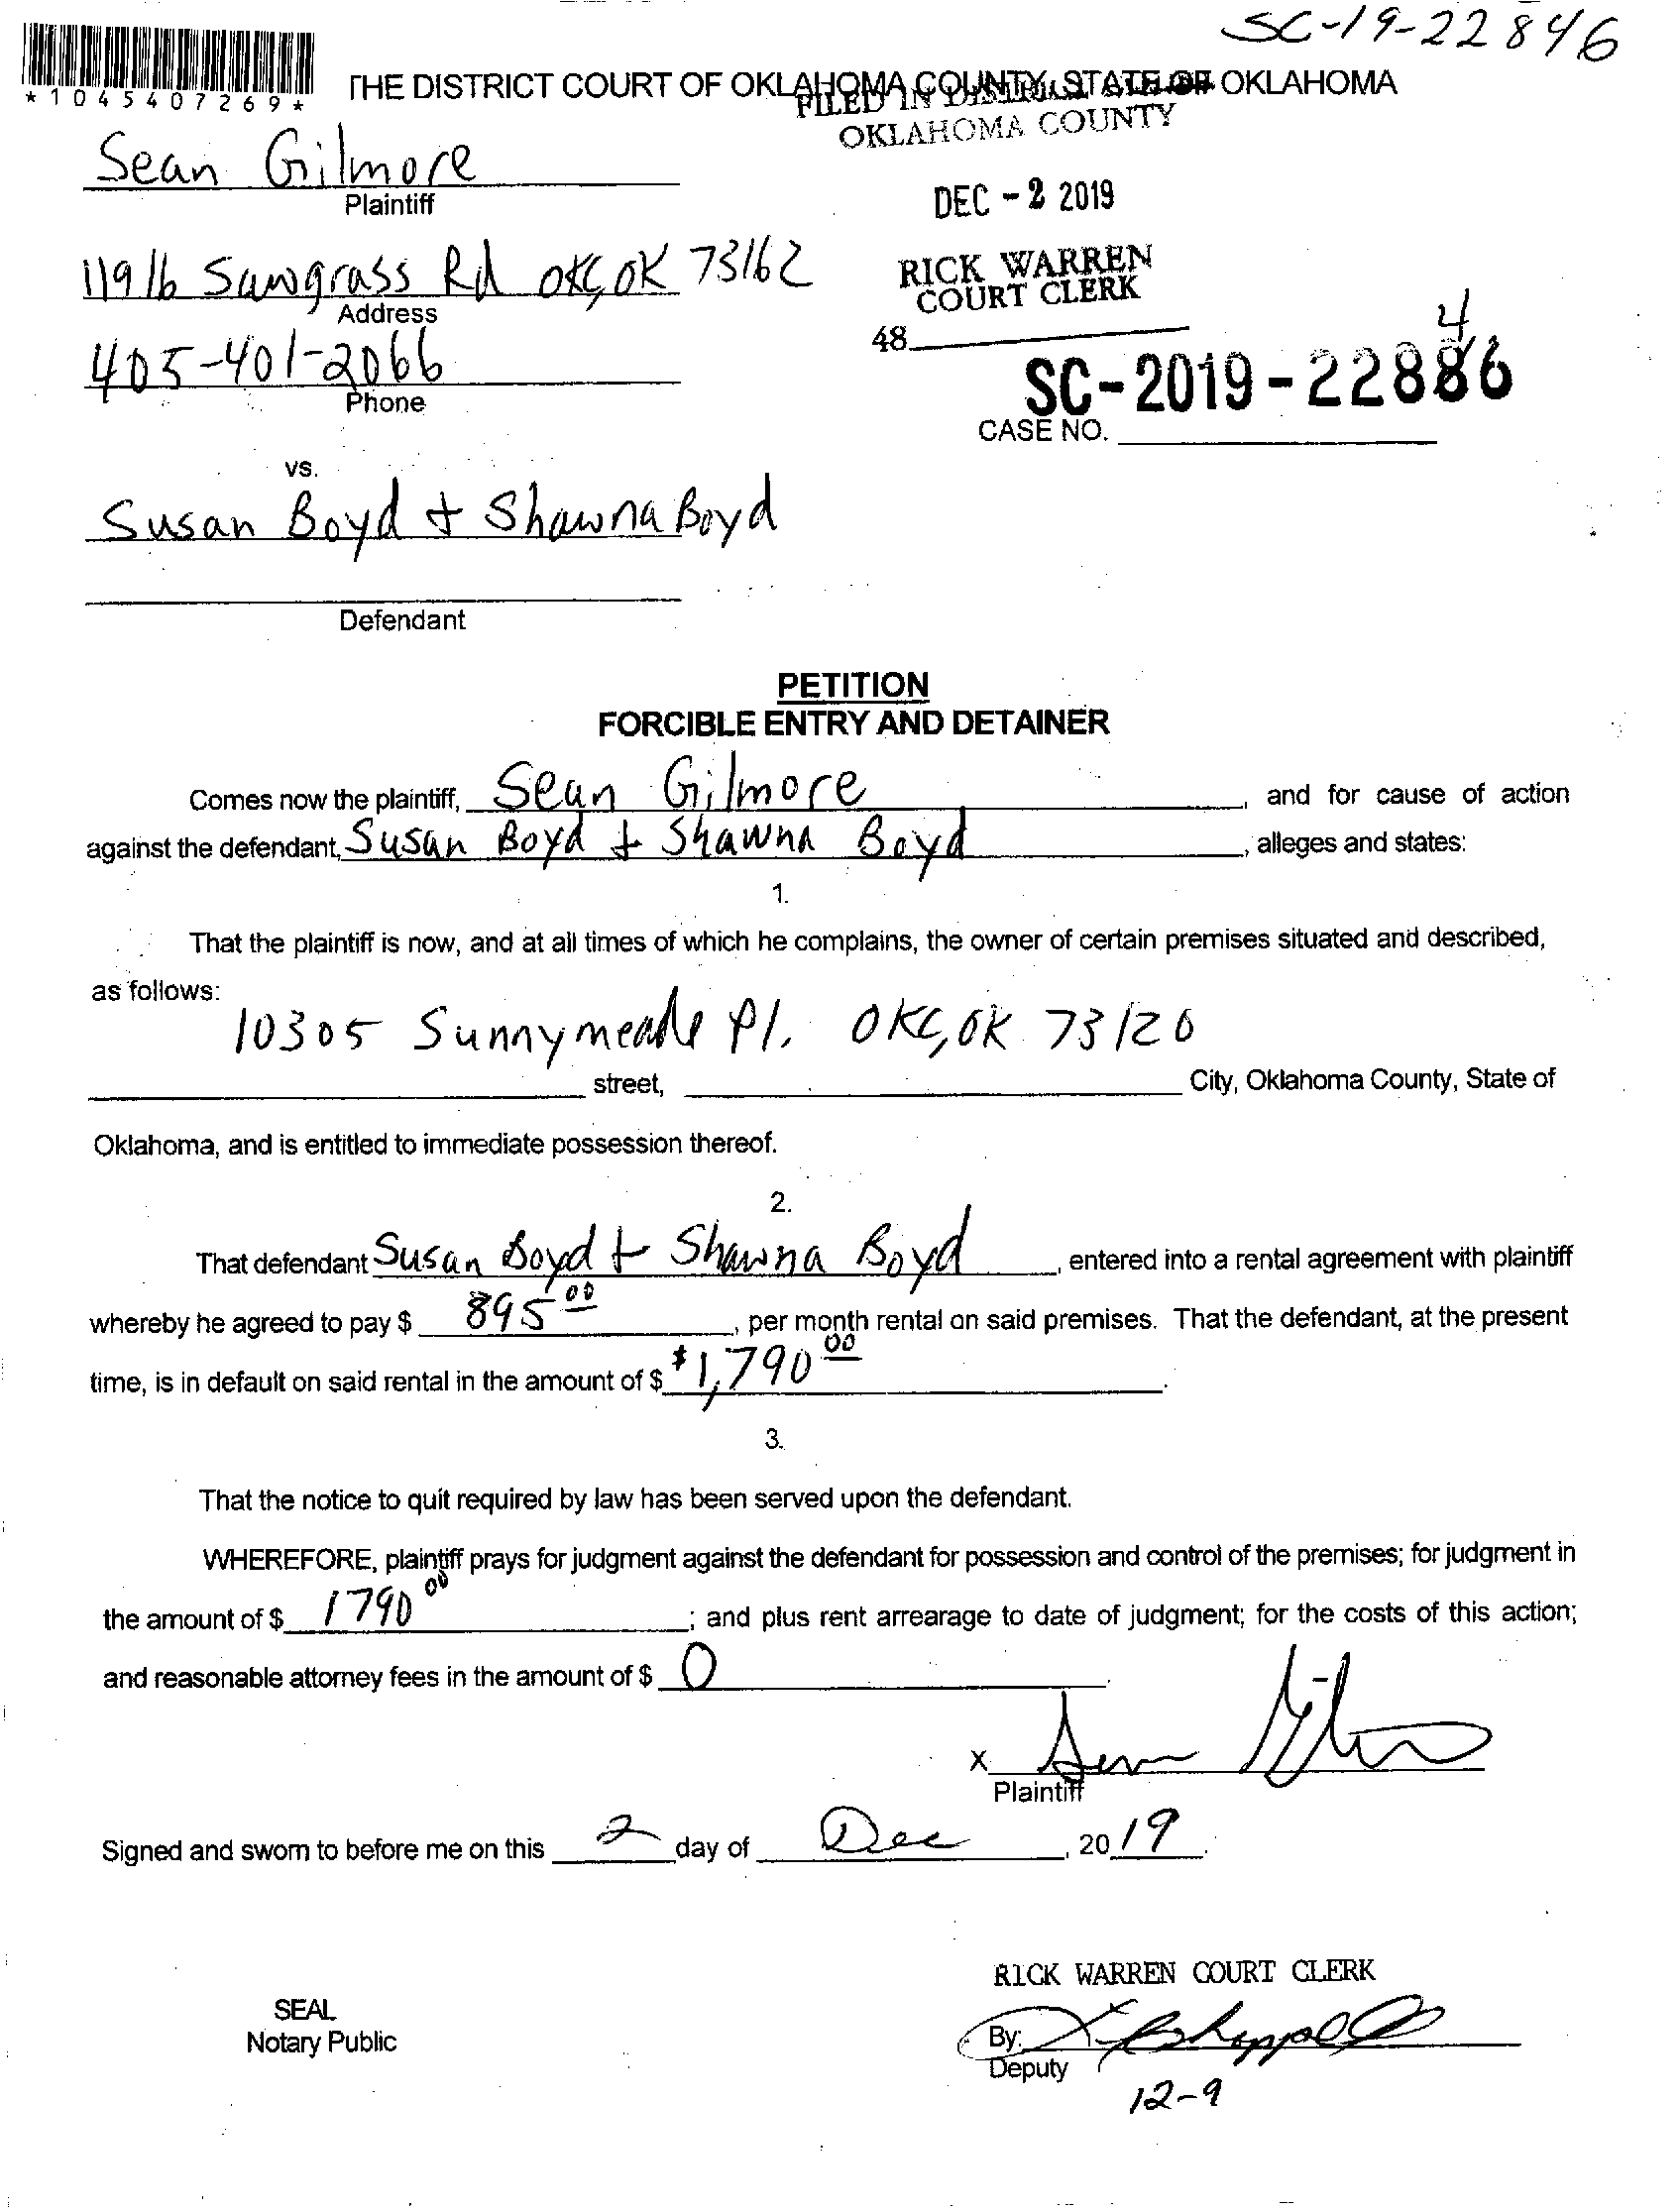 SC-19-22846
*1045407269*
THE DISTRICT COURT OF OKLAHOMA COUNTY, STATE OF OKLAHOMA
FILED IN DISTRICT COURT
OKLAHOMA COUNTY
Sean Gilmore
Plaintiff
DEC - 2 2019
11916 Sawgrass Rd OKC, OK 73162
Address
RICK WARREN
COURT CLERK
405-401-2066
Phone
48
4
SC-2019-22886
CASE NO.
vs.
Susan Boyd + Shawna Boyd
Defendant
PETITION
FORCIBLE ENTRY AND DETAINER
Comes now the plaintiff, Sean Gilmore, and for cause of action
against the defendant, Susan Boyd + Shawna Boyd, alleges and states:
1.
That the plaintiff is now, and at all times of which he complains, the owner of certain premises situated and described,
as follows:
10305 Sunnymeade Pl. OKC, OK 73120
street, City, Oklahoma County, State of
Oklahoma, and is entitled to immediate possession thereof.
2.
That defendant Susan Boyd + Shawna Boyd, entered into a rental agreement with plaintiff
whereby he agreed to pay $ 895 00, per month rental on said premises. That the defendant, at the present
time, is in default on said rental in the amount of $ $1,790 00.
3.
That the notice to quit required by law has been served upon the defendant.
WHEREFORE, plaintiff prays for judgment against the defendant for possession and control of the premises; for judgment in
the amount of $ 1790 00; and plus rent arrearage to date of judgment; for the costs of this action;
and reasonable attorney fees in the amount of $ 0.
X
Plaintiff
Signed and sworn to before me on this 2 day of Dec, 2019.
RICK WARREN COURT CLERK
SEAL
Notary Public
By:
Deputy
12-9